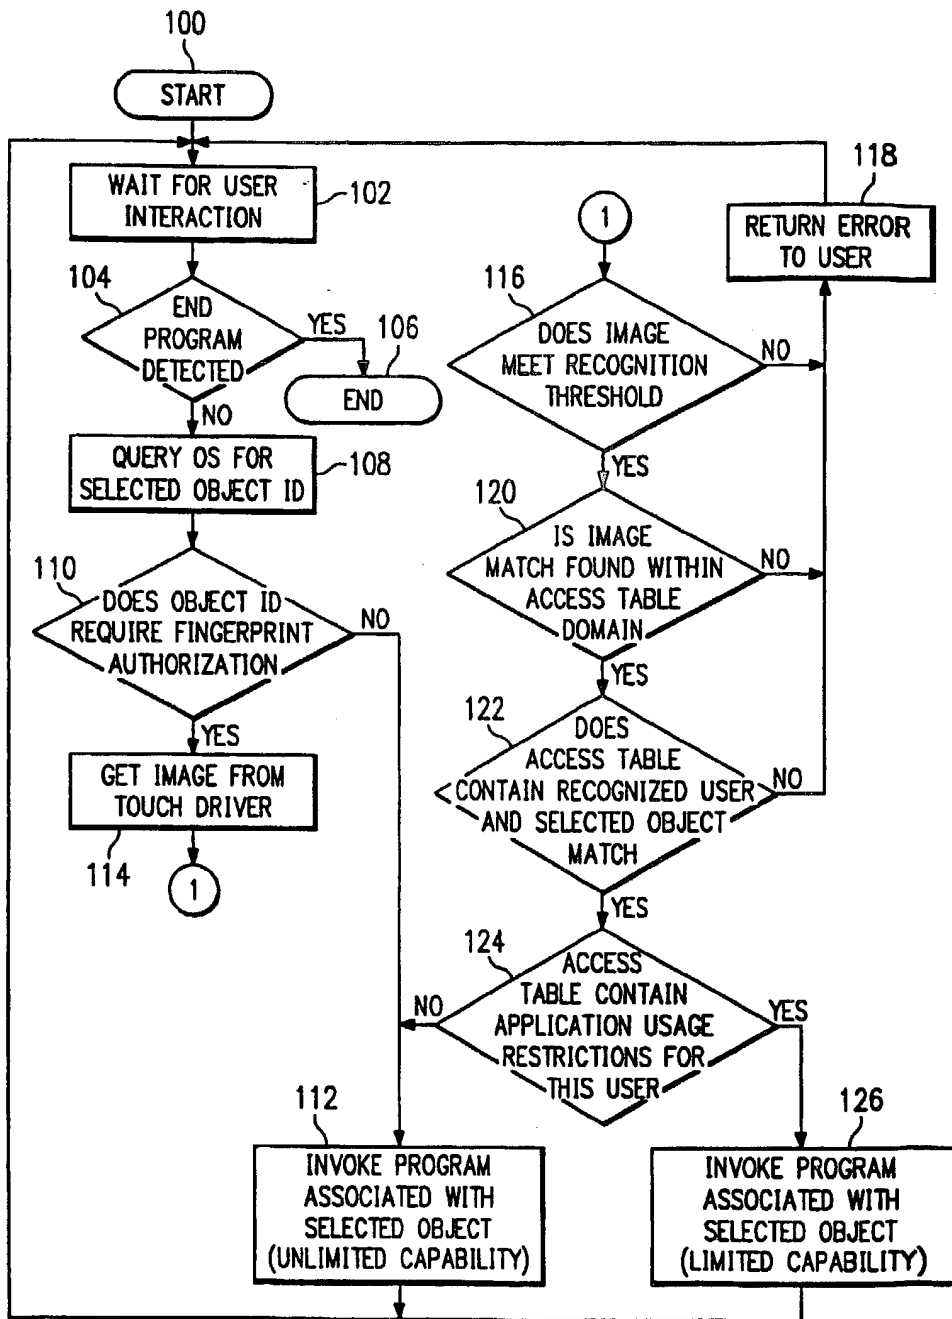 100
START
WAIT FOR USER
INTERACTION
102
104
END
PROGRAM
DETECTED
YES
106
END
NO
QUERY OS FOR
SELECTED OBJECT ID
108
110
DOES OBJECT ID
REQUIRE FINGERPRINT
AUTHORIZATION
NO
YES
GET IMAGE FROM
TOUCH DRIVER
114
1
1
118
RETURN ERROR
TO USER
116
DOES IMAGE
MEET RECOGNITION
THRESHOLD
NO
YES
120
IS IMAGE
MATCH FOUND WITHIN
ACCESS TABLE
DOMAIN
NO
YES
122
DOES
ACCESS TABLE
CONTAIN RECOGNIZED USER
AND SELECTED OBJECT
MATCH
NO
YES
124
ACCESS
TABLE CONTAIN
APPLICATION USAGE
RESTRICTIONS FOR
THIS USER
NO
YES
112
INVOKE PROGRAM
ASSOCIATED WITH
SELECTED OBJECT
(UNLIMITED CAPABILITY)
126
INVOKE PROGRAM
ASSOCIATED WITH
SELECTED OBJECT
(LIMITED CAPABILITY)